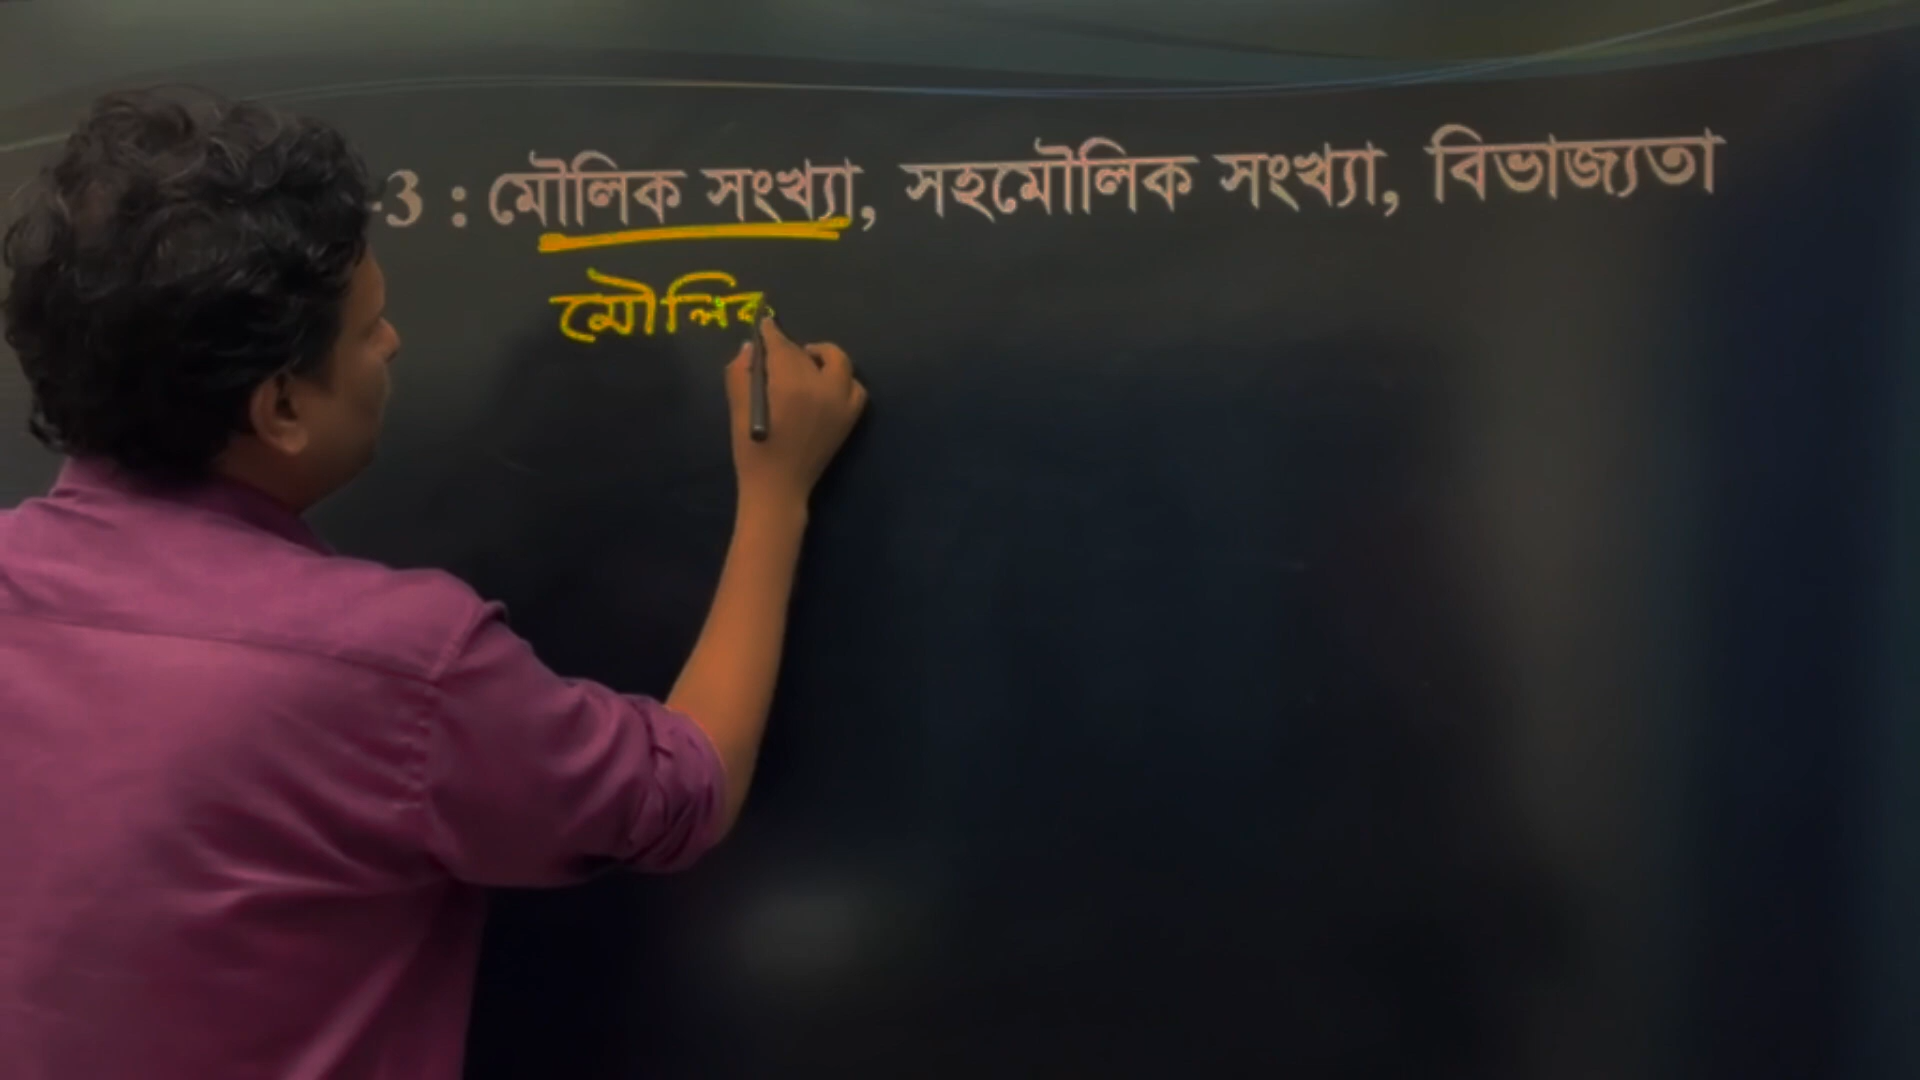 -3 : মৌলিক সংখ্যা, সহমৌলিক সংখ্যা, বিভাজ্যতা
মৌলিক